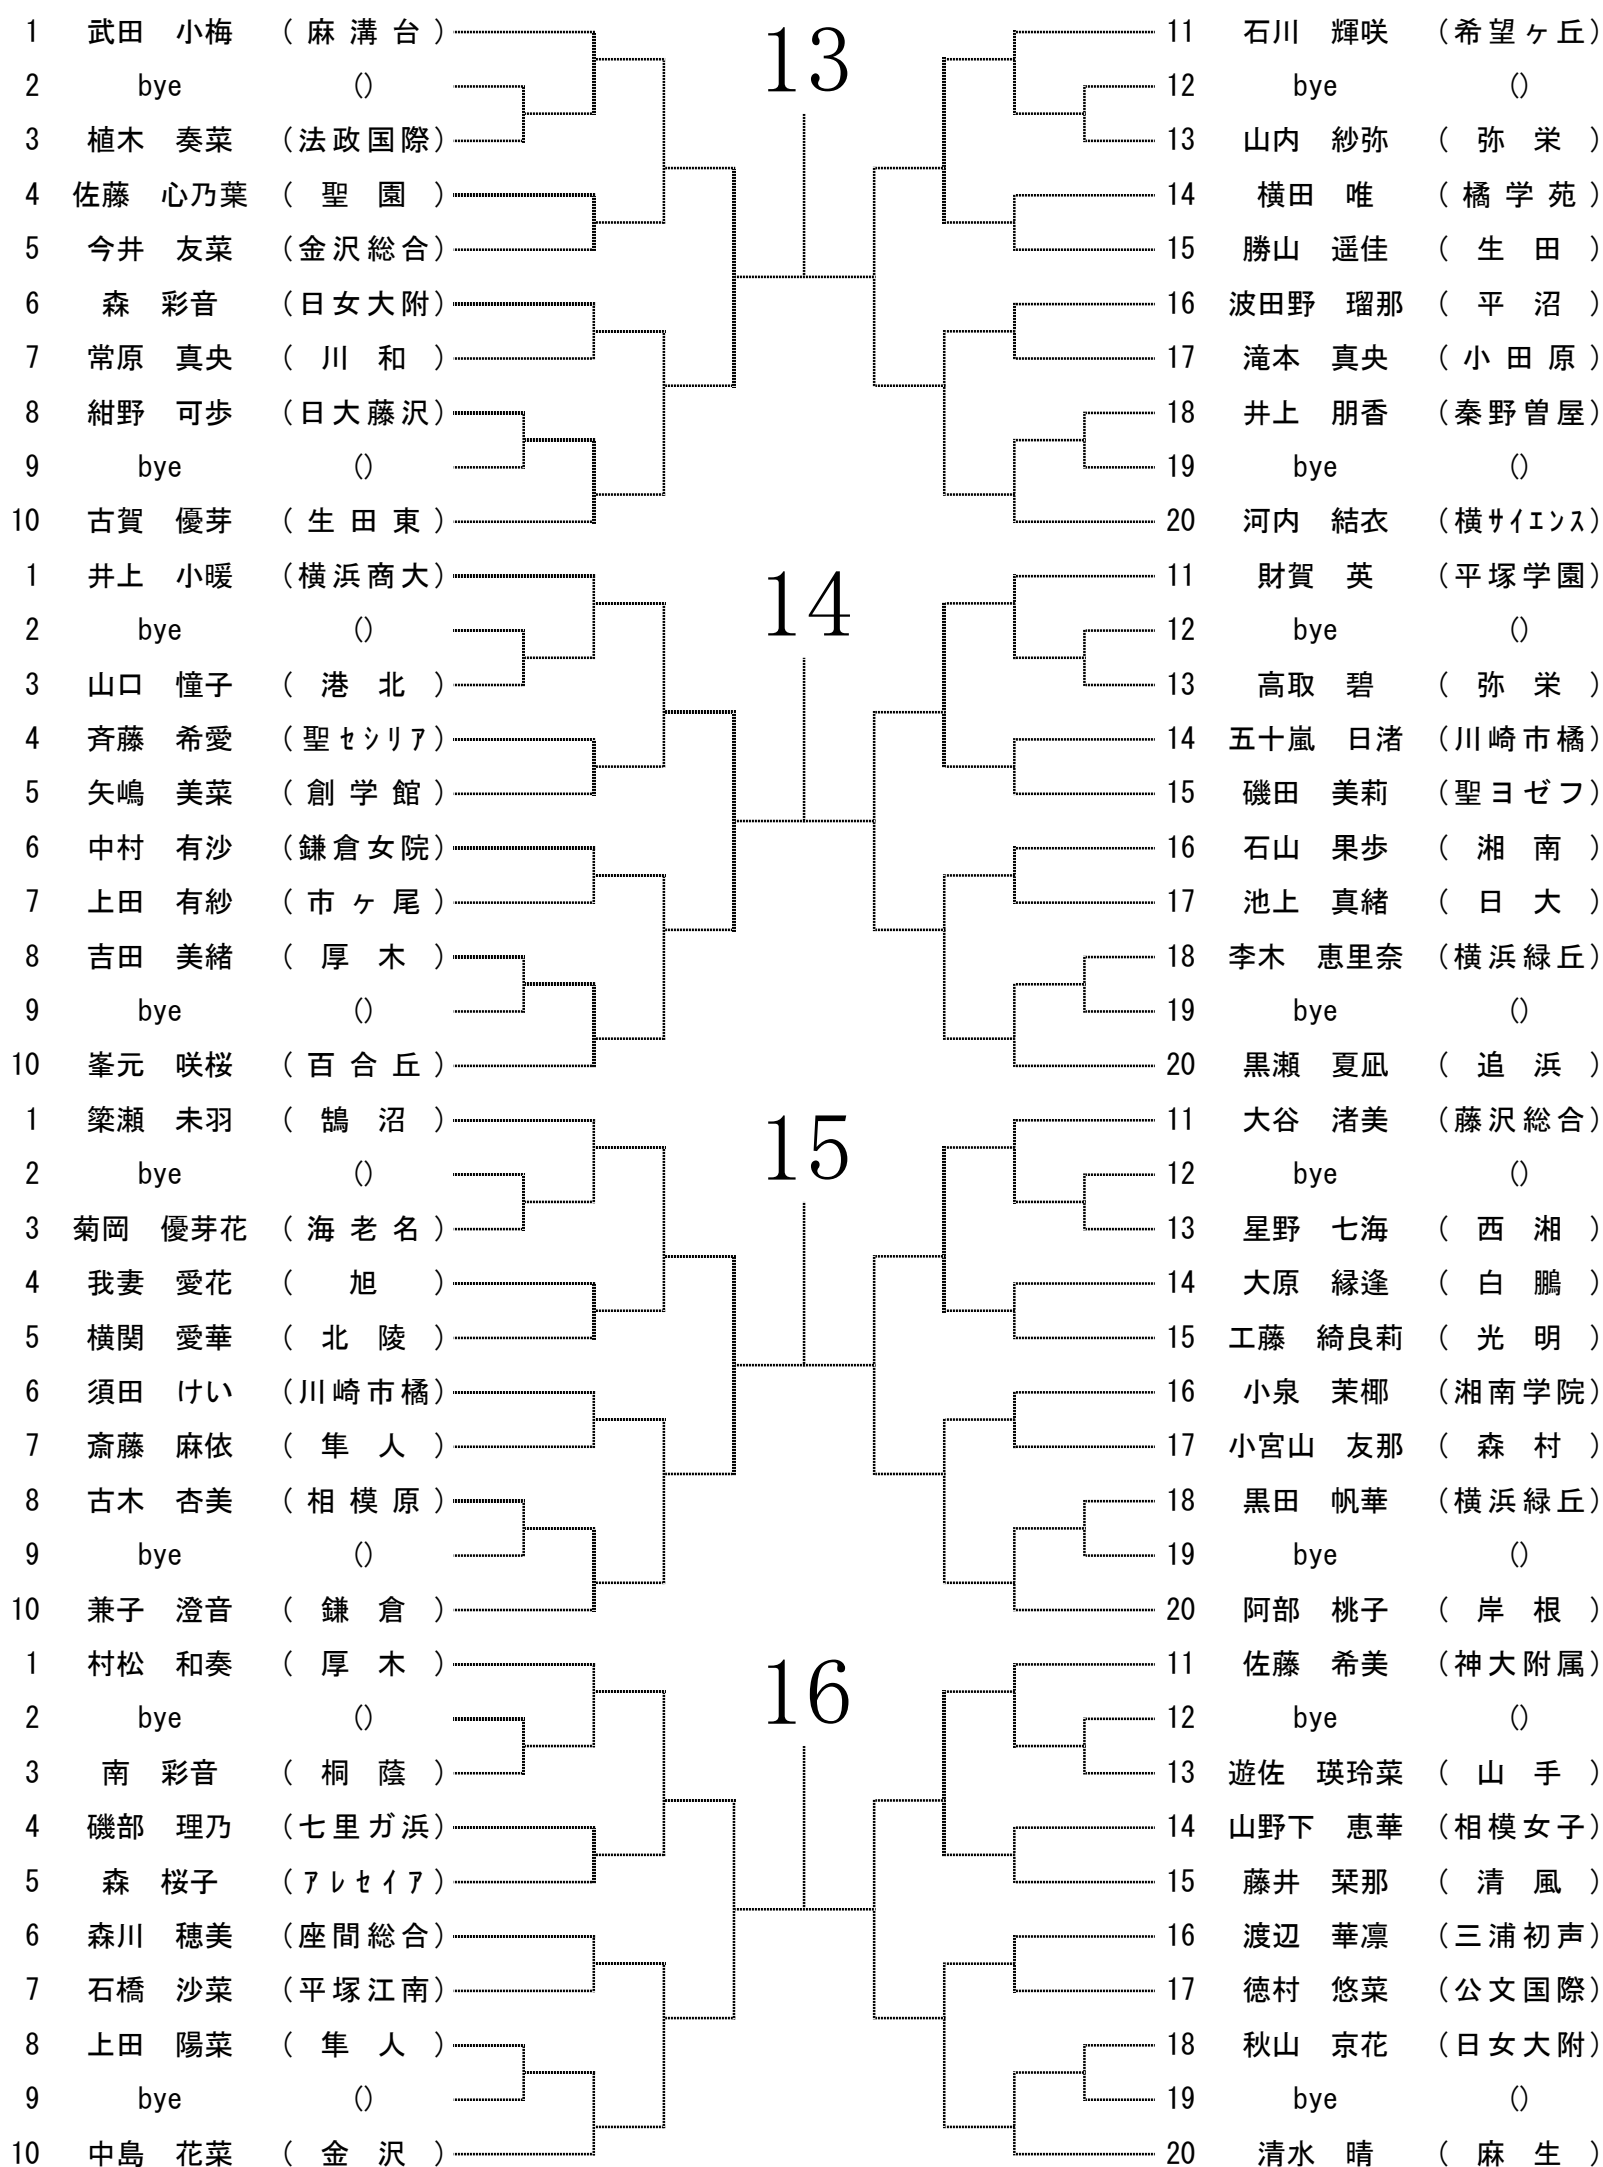 13
1 武田 小梅 (麻溝台)
2 bye ()
3 植木 奏菜 (法政国際)
4 佐藤 心乃葉 (聖園)
5 今井 友菜 (金沢総合)
6 森 彩音 (日女大附)
7 常原 真央 (川和)
8 紺野 可歩 (日大藤沢)
9 bye ()
10 古賀 優芽 (生田東)
11 石川 輝咲 (希望ヶ丘)
12 bye ()
13 山内 紗弥 (弥栄)
14 横田 唯 (橘学苑)
15 勝山 遥佳 (生田)
16 波田野 瑠那 (平沼)
17 滝本 真央 (小田原)
18 井上 朋香 (秦野曽屋)
19 bye ()
20 河内 結衣 (横サイエンス)
14
1 井上 小暖 (横浜商大)
2 bye ()
3 山口 憧子 (港北)
4 斉藤 希愛 (聖セシリア)
5 矢嶋 美菜 (創学館)
6 中村 有沙 (鎌倉女院)
7 上田 有紗 (市ヶ尾)
8 吉田 美緒 (厚木)
9 bye ()
10 峯元 咲桜 (百合丘)
11 財賀 英 (平塚学園)
12 bye ()
13 高取 碧 (弥栄)
14 五十嵐 日渚 (川崎市橘)
15 磯田 美莉 (聖ヨゼフ)
16 石山 果歩 (湘南)
17 池上 真緒 (日大)
18 李木 恵里奈 (横浜緑丘)
19 bye ()
20 黒瀬 夏凪 (追浜)
15
1 簗瀬 未羽 (鵠沼)
2 bye ()
3 菊岡 優芽花 (海老名)
4 我妻 愛花 (旭)
5 横関 愛華 (北陵)
6 須田 けい (川崎市橘)
7 斎藤 麻依 (隼人)
8 古木 杏美 (相模原)
9 bye ()
10 兼子 澄音 (鎌倉)
11 大谷 渚美 (藤沢総合)
12 bye ()
13 星野 七海 (西湘)
14 大原 縁逢 (白鵬)
15 工藤 綺良莉 (光明)
16 小泉 茉椰 (湘南学院)
17 小宮山 友那 (森村)
18 黒田 帆華 (横浜緑丘)
19 bye ()
20 阿部 桃子 (岸根)
16
1 村松 和奏 (厚木)
2 bye ()
3 南 彩音 (桐蔭)
4 磯部 理乃 (七里ガ浜)
5 森 桜子 (アレセイア)
6 森川 穂美 (座間総合)
7 石橋 沙菜 (平塚江南)
8 上田 陽菜 (隼人)
9 bye ()
10 中島 花菜 (金沢)
11 佐藤 希美 (神大附属)
12 bye ()
13 遊佐 瑛玲菜 (山手)
14 山野下 恵華 (相模女子)
15 藤井 栞那 (清風)
16 渡辺 華凛 (三浦初声)
17 徳村 悠菜 (公文国際)
18 秋山 京花 (日女大附)
19 bye ()
20 清水 晴 (麻生)